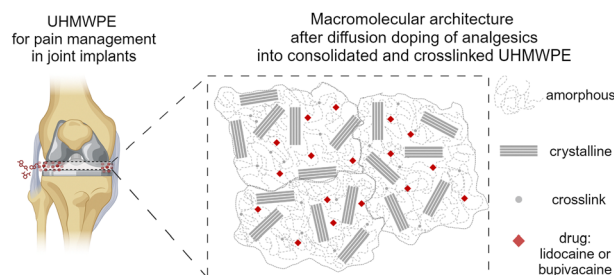 UHMWPE
for pain management
in joint implants
Macromolecular architecture
after diffusion doping of analgesics
into consolidated and crosslinked UHMWPE
amorphous
crystalline
crosslink
drug:
lidocaine or
bupivacaine